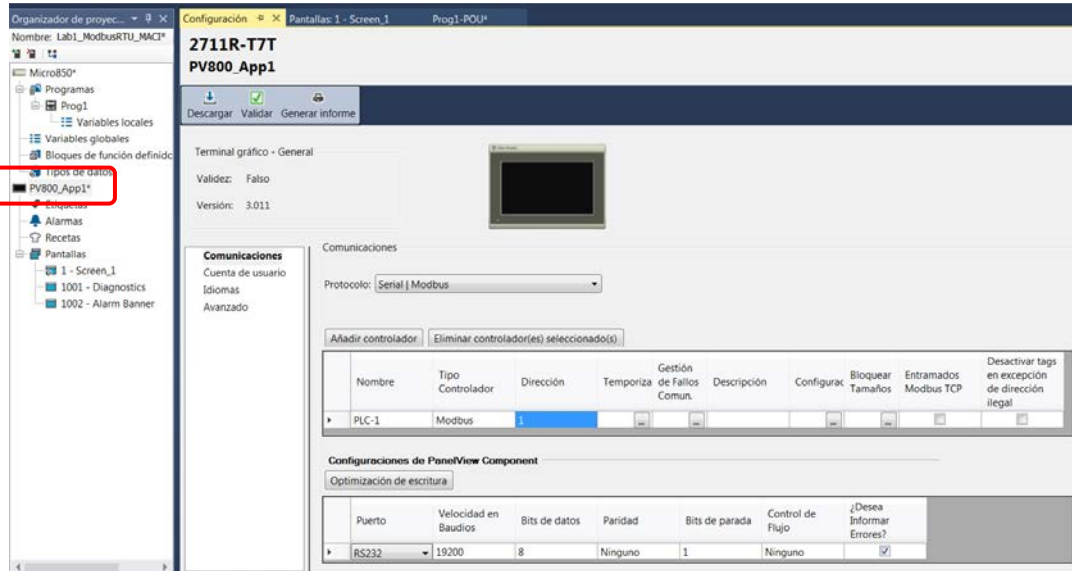 Organizador de proyec...
Configuración
Pantallas: 1 - Screen_1
Prog1-POU*
Nombre: Lab1_ModbusRTU_MACI*
Micro850*
Programas
Prog1
Variables locales
Variables globales
Bloques de función definidc
Tipos de datos
PV800_App1*
Etiquetas
Alarmas
Recetas
Pantallas
1 - Screen_1
1001 - Diagnostics
1002 - Alarm Banner
2711R-T7T
PV800_App1
Descargar Validar Generar informe
Terminal gráfico - General
Validez: Falso
Versión: 3.011
Comunicaciones
Cuenta de usuario
Idiomas
Avanzado
Comunicaciones
Protocolo: Serial | Modbus
Añadir controlador Eliminar controlador(es) seleccionado(s)
Nombre
Tipo
Controlador
Dirección
Temporiza
Gestión
de Fallos
Comun.
Descripción
Configurac
Bloquear
Tamaños
Entramados
Modbus TCP
Desactivar tags
en excepción
de dirección
ilegal
PLC-1 Modbus 1 ... ... ... ...
Configuraciones de PanelView Component
Optimización de escritura
Puerto
Velocidad en
Baudios
Bits de datos
Paridad
Bits de parada
Control de
Flujo
¿Desea
Informar
Errores?
RS232 19200 8 Ninguno 1 Ninguno